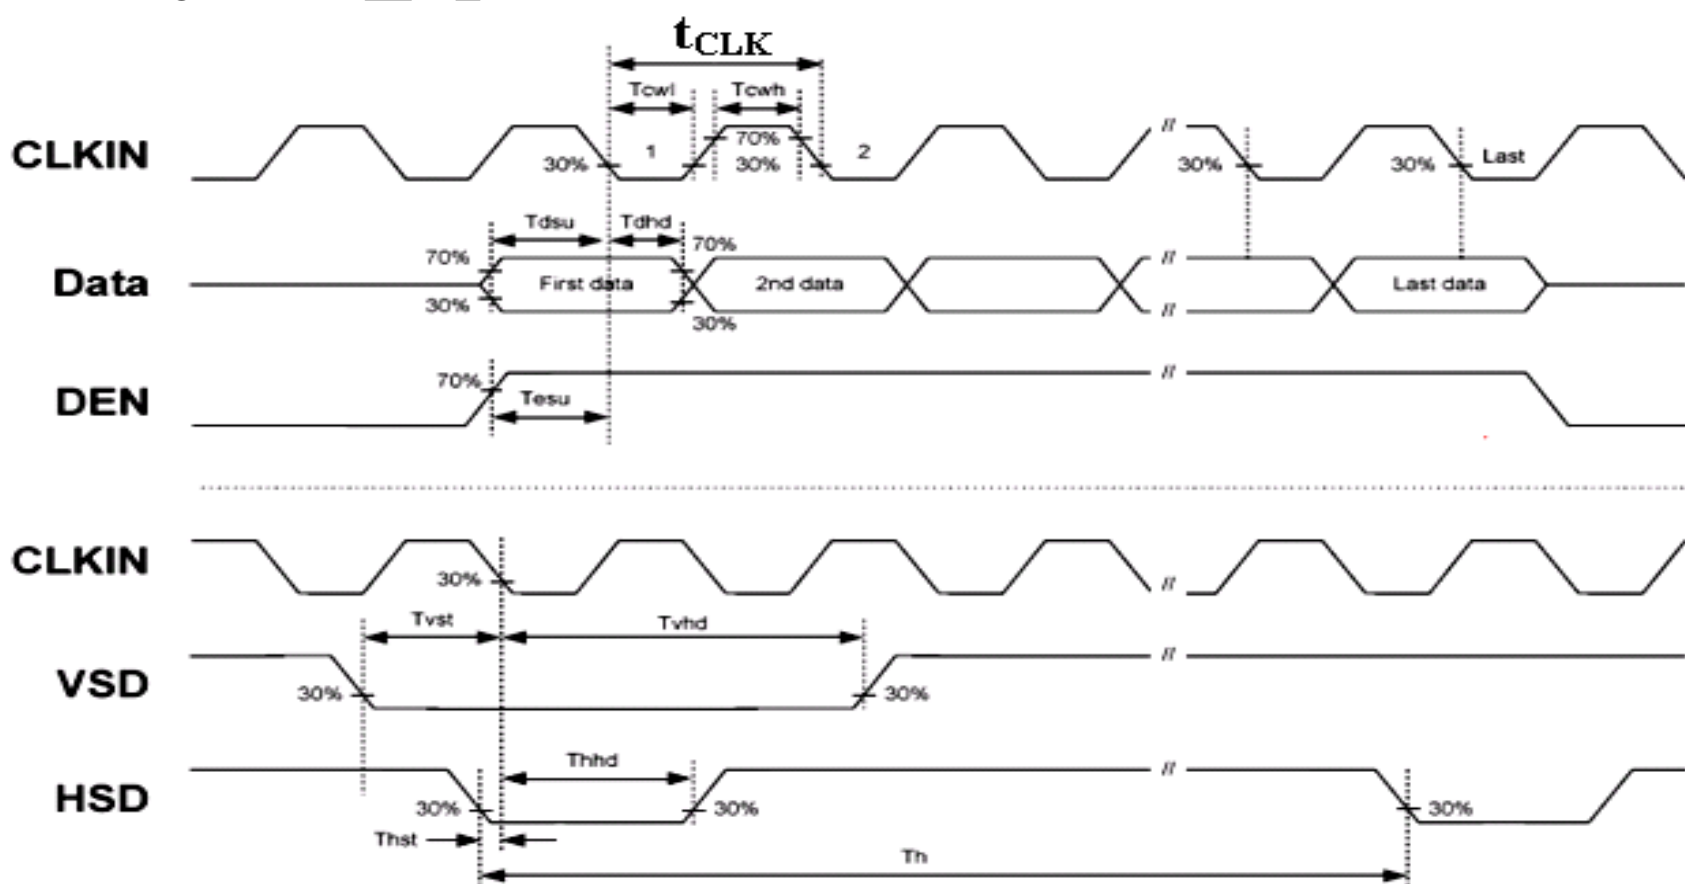 tCLK
Tcwl Tcwh
CLKIN 30% 1 70% 30% 2 30% 30% Last
Tdsu Tdhd
70% 70%
Data First data 2nd data // Last data
30% 30%
70%
DEN Tesu
CLKIN 30%
Tvst Tvhd
VSD 30% 30%
Thhd
HSD 30% 30% 30%
Thst
Th